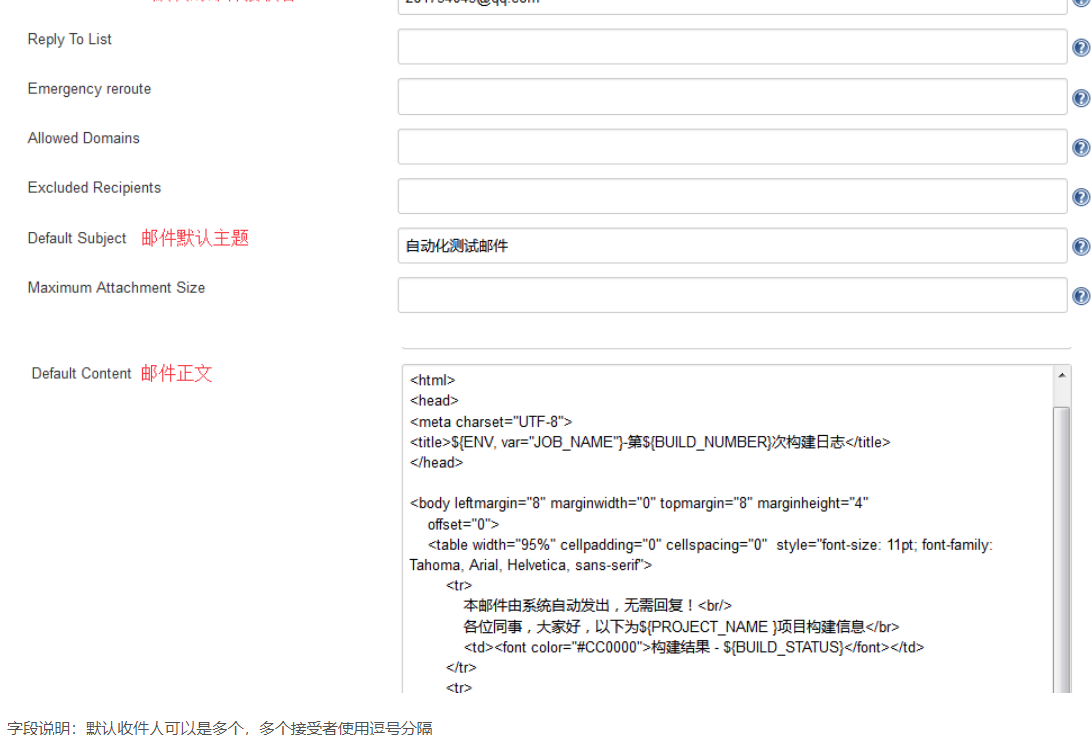 Reply To List
Emergency reroute
Allowed Domains
Excluded Recipients
Default Subject 邮件默认主题 自动化测试邮件
Maximum Attachment Size
Default Content 邮件正文
<html>
<head>
<meta charset="UTF-8">
<title>${ENV, var="JOB_NAME"}-第${BUILD_NUMBER}次构建日志</title>
</head>
<body leftmargin="8" marginwidth="0" topmargin="8" marginheight="4"
offset="0">
<table width="95%" cellpadding="0" cellspacing="0"  style="font-size: 11pt; font-family:
Tahoma, Arial, Helvetica, sans-serif">
<tr>
本邮件由系统自动发出，无需回复！<br/>
各位同事，大家好，以下为${PROJECT_NAME }项目构建信息</br>
<td><font color="#CC0000">构建结果 - ${BUILD_STATUS}</font></td>
</tr>
<tr>
字段说明：默认收件人可以是多个，多个接受者使用逗号分隔